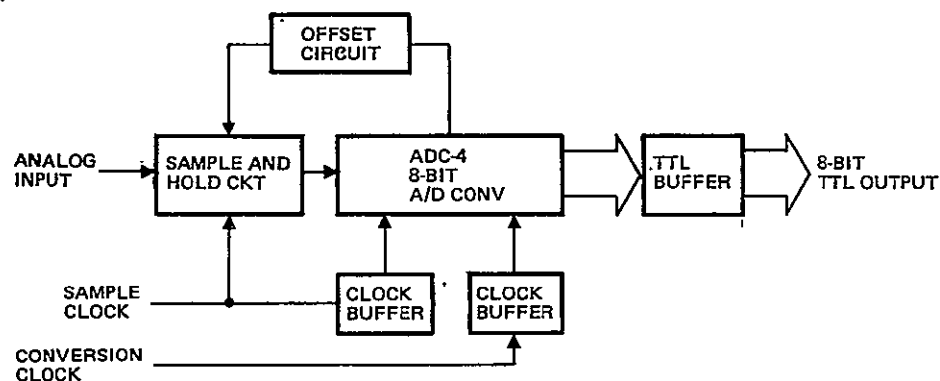 OFFSET
CIRCUIT
ANALOG
INPUT
SAMPLE AND
HOLD CKT
ADC-4
8-BIT
A/D CONV
TTL
BUFFER
8-BIT
TTL OUTPUT
SAMPLE
CLOCK
CLOCK
BUFFER
CLOCK
BUFFER
CONVERSION
CLOCK